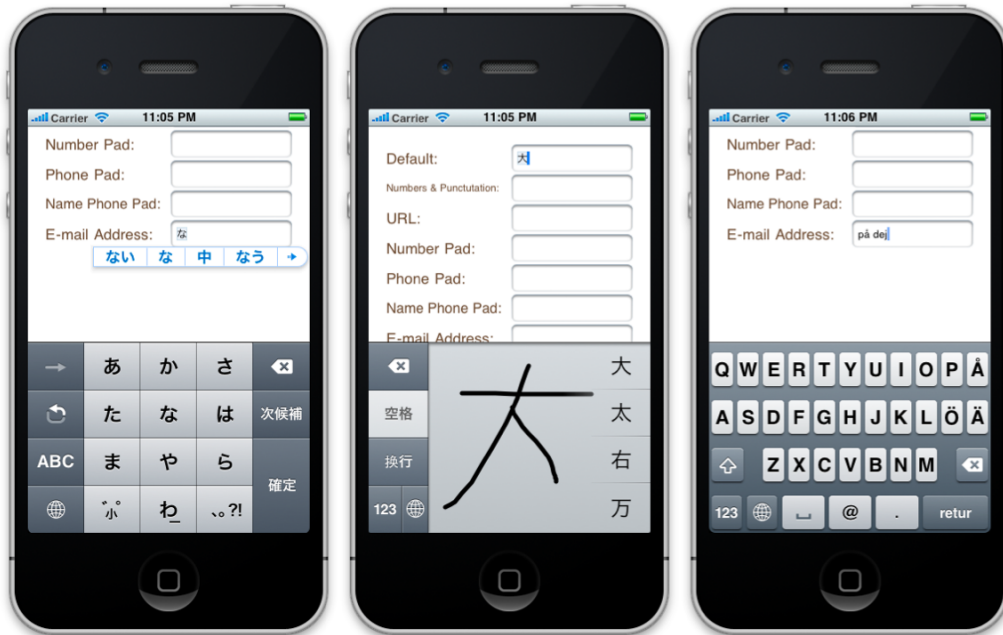 Carrier 11:05 PM
Number Pad:
Phone Pad:
Name Phone Pad:
E-mail Address: な
ない な 中 なう
あ か さ
た な は 次候補
ABC ま や ら
確定
゛゜小 わ 、。?!
Carrier 11:05 PM
Default: 大
Numbers & Punctutation:
URL:
Number Pad:
Phone Pad:
Name Phone Pad:
E-mail Address:
大
空格 太
换行 右
123 万
大
Carrier 11:06 PM
Number Pad:
Phone Pad:
Name Phone Pad:
E-mail Address: på dej
Q W E R T Y U I O P Å
A S D F G H J K L Ö Ä
Z X C V B N M
123 @ . retur